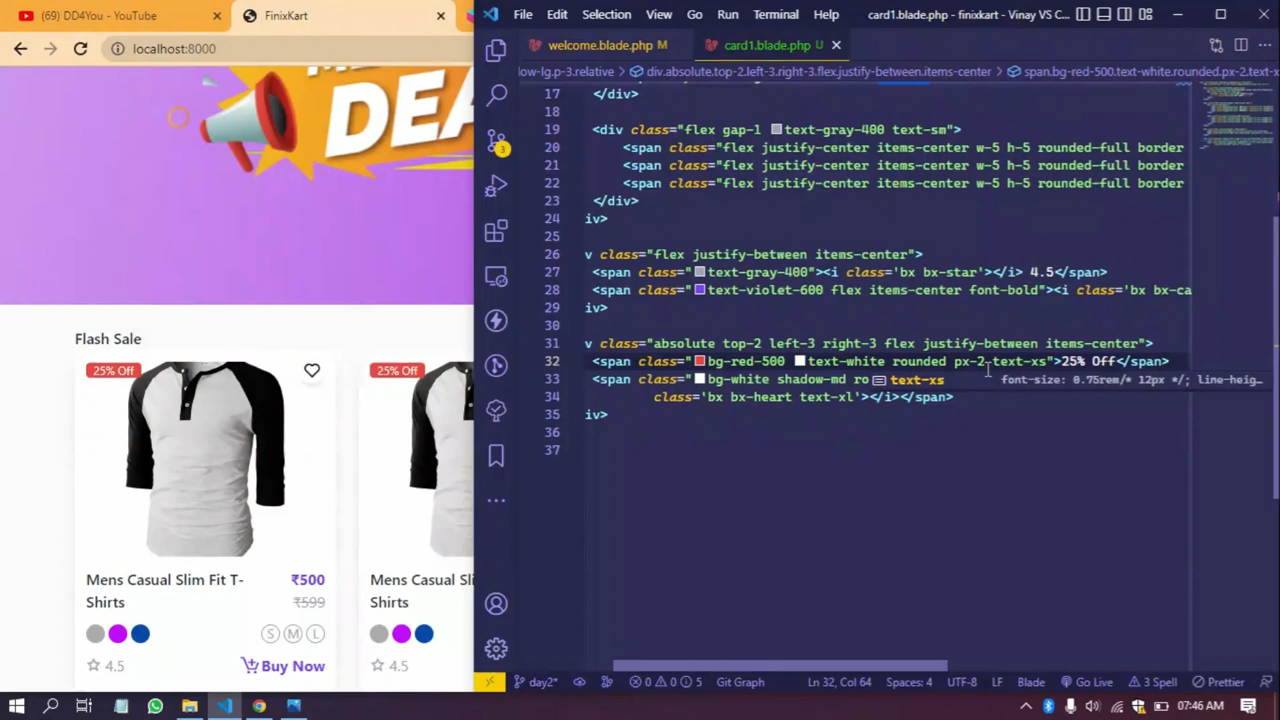 (69) DD4You - YouTube
FinixKart
File Edit Selection View Go Run Terminal Help
card1.blade.php - finixkart - Vinay VS C...
localhost:8000
welcome.blade.php M
card1.blade.php U
low-lg.p-3.relative > div.absolute.top-2.left-3.right-3.flex.justify-between.items-center > span.bg-red-500.text-white.rounded.px-2.text-x
DEA
17 </div>
18
19 <div class="flex gap-1 text-gray-400 text-sm">
20 <span class="flex justify-center items-center w-5 h-5 rounded-full border
21 <span class="flex justify-center items-center w-5 h-5 rounded-full border
22 <span class="flex justify-center items-center w-5 h-5 rounded-full border
23 </div>
24 iv>
25
26 v class="flex justify-between items-center">
27 <span class="text-gray-400"><i class='bx bx-star'></i> 4.5</span>
28 <span class="text-violet-600 flex items-center font-bold"><i class='bx bx-ca
29 iv>
30
31 v class="absolute top-2 left-3 right-3 flex justify-between items-center">
32 <span class="bg-red-500 text-white rounded px-2 text-xs">25% Off</span>
33 <span class="bg-white shadow-md ro
text-xs font-size: 0.75rem/* 12px */; line-heig...
34 class='bx bx-heart text-xl'></i></span>
35 iv>
36
37
Flash Sale
25% Off
25% Off
Mens Casual Slim Fit T-Shirts
₹500
₹599
S M L
4.5
Buy Now
Mens Casual Sli
Shirts
4.5
3
day2*
0 0 5
Git Graph
Ln 32, Col 64
Spaces: 4
UTF-8
LF
Blade
Go Live
3 Spell
Prettier
07:46 AM